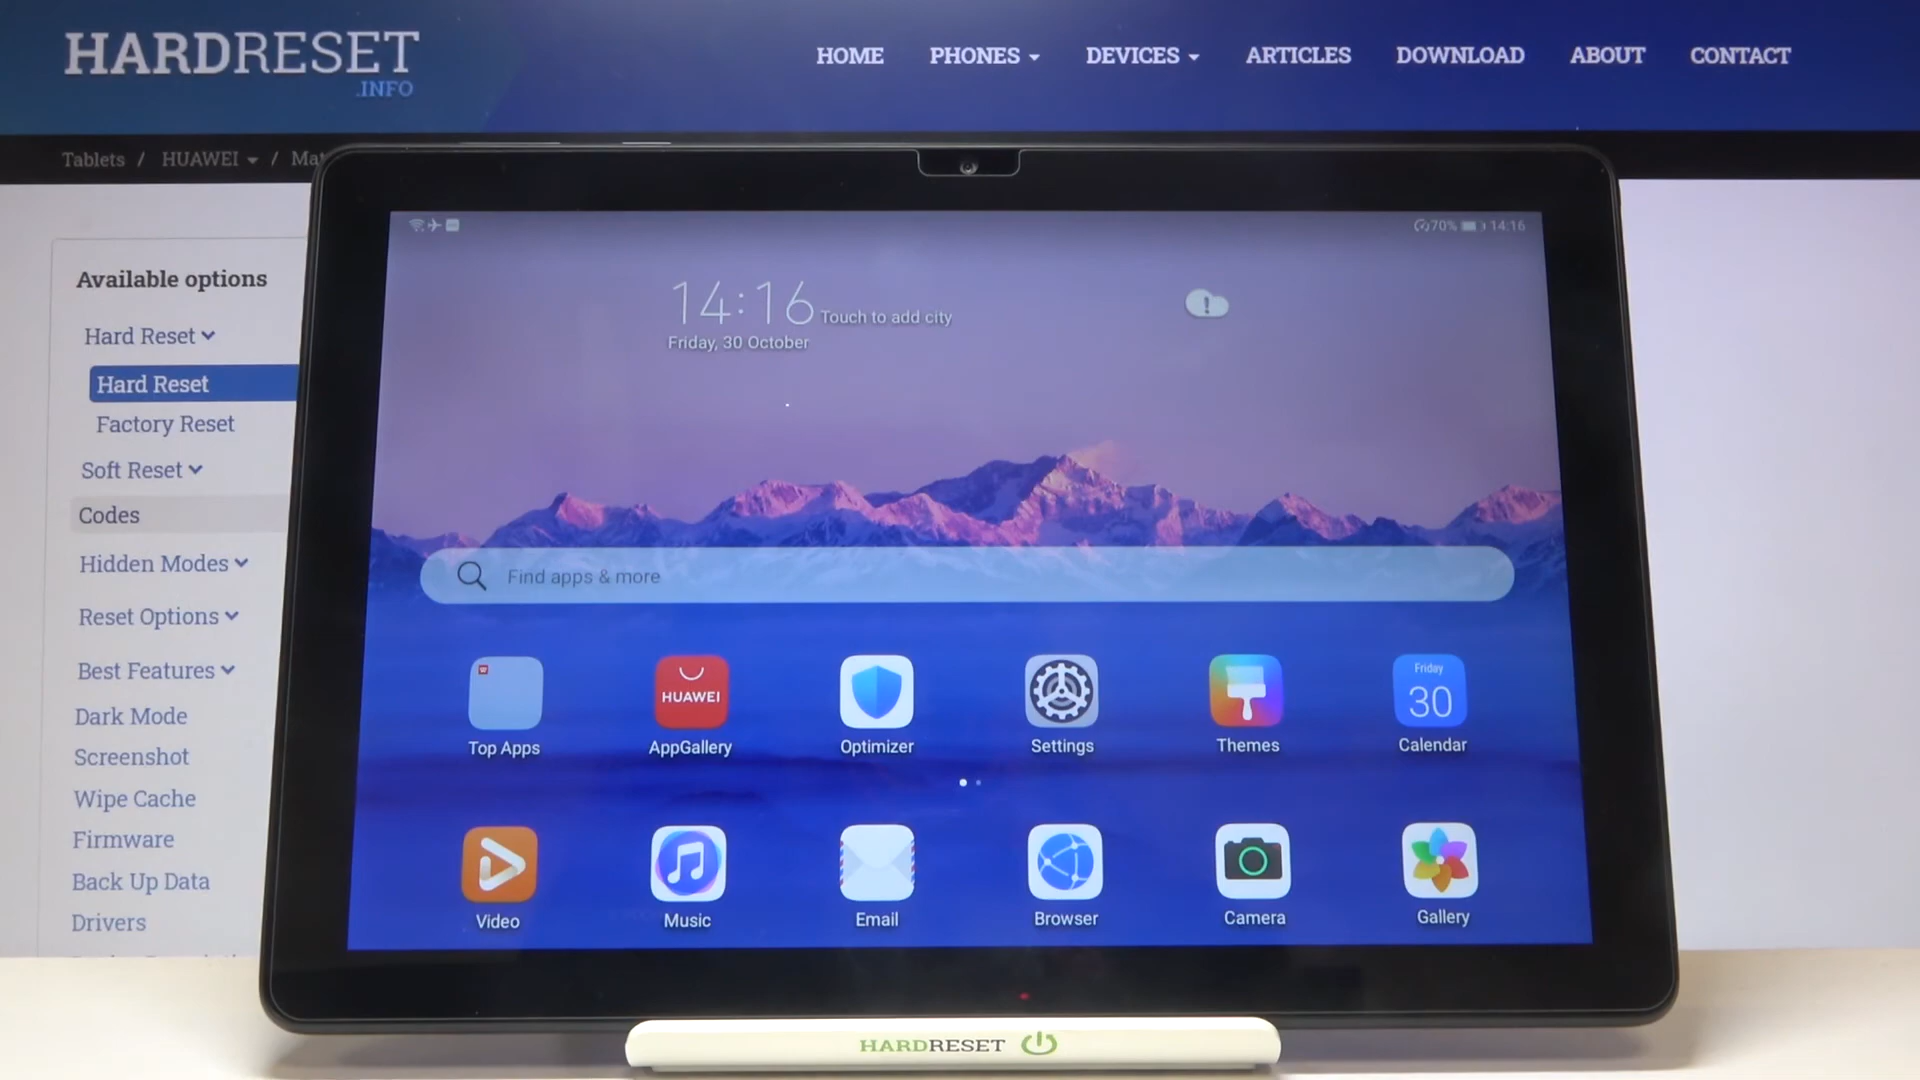 HARDRESET
.INFO
HOME PHONES DEVICES ARTICLES DOWNLOAD ABOUT CONTACT
Tablets / HUAWEI /
Available options
Hard Reset
Hard Reset
Factory Reset
Soft Reset
Codes
Hidden Modes
Reset Options
Best Features
Dark Mode
Screenshot
Wipe Cache
Firmware
Back Up Data
Drivers
70% 14:16
14:16 Touch to add city
Friday, 30 October
Find apps & more
HUAWEI
Friday
30
Top Apps AppGallery Optimizer Settings Themes Calendar
Video Music Email Browser Camera Gallery
HARDRESET